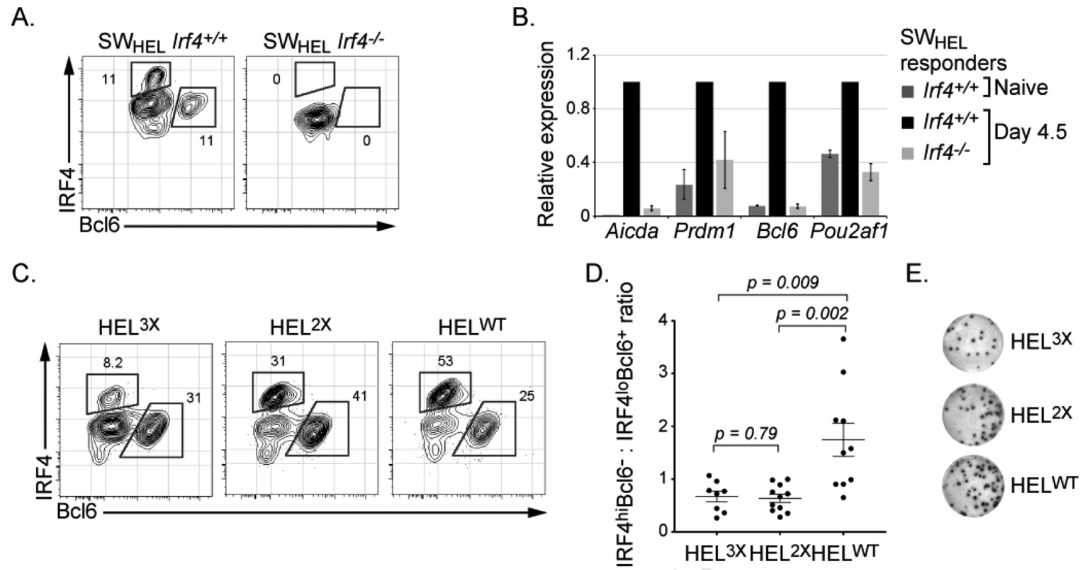 A.
SWHEL Irf4+/+
SWHEL Irf4-/-
11
11
0
0
IRF4
Bcl6
B.
Relative expression
1.2
0.8
0.4
0
Aicda Prdm1 Bcl6 Pou2af1
SWHEL
responders
Irf4+/+ Naive
Irf4+/+
Irf4-/-
Day 4.5
C.
HEL3X
HEL2X
HELWT
8.2
31
31
41
53
25
IRF4
Bcl6
D.
IRF4hiBcl6- : IRF4loBcl6+ ratio
p = 0.009
p = 0.002
p = 0.79
4
3
2
1
0
HEL3X HEL2X HELWT
E.
HEL3X
HEL2X
HELWT